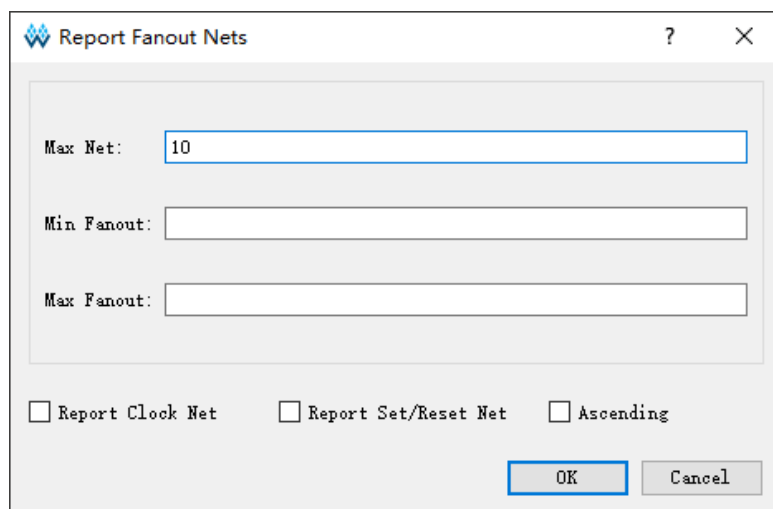 Report Fanout Nets ?
Max Net: 10
Min Fanout:
Max Fanout:
Report Clock Net Report Set/Reset Net Ascending
OK Cancel